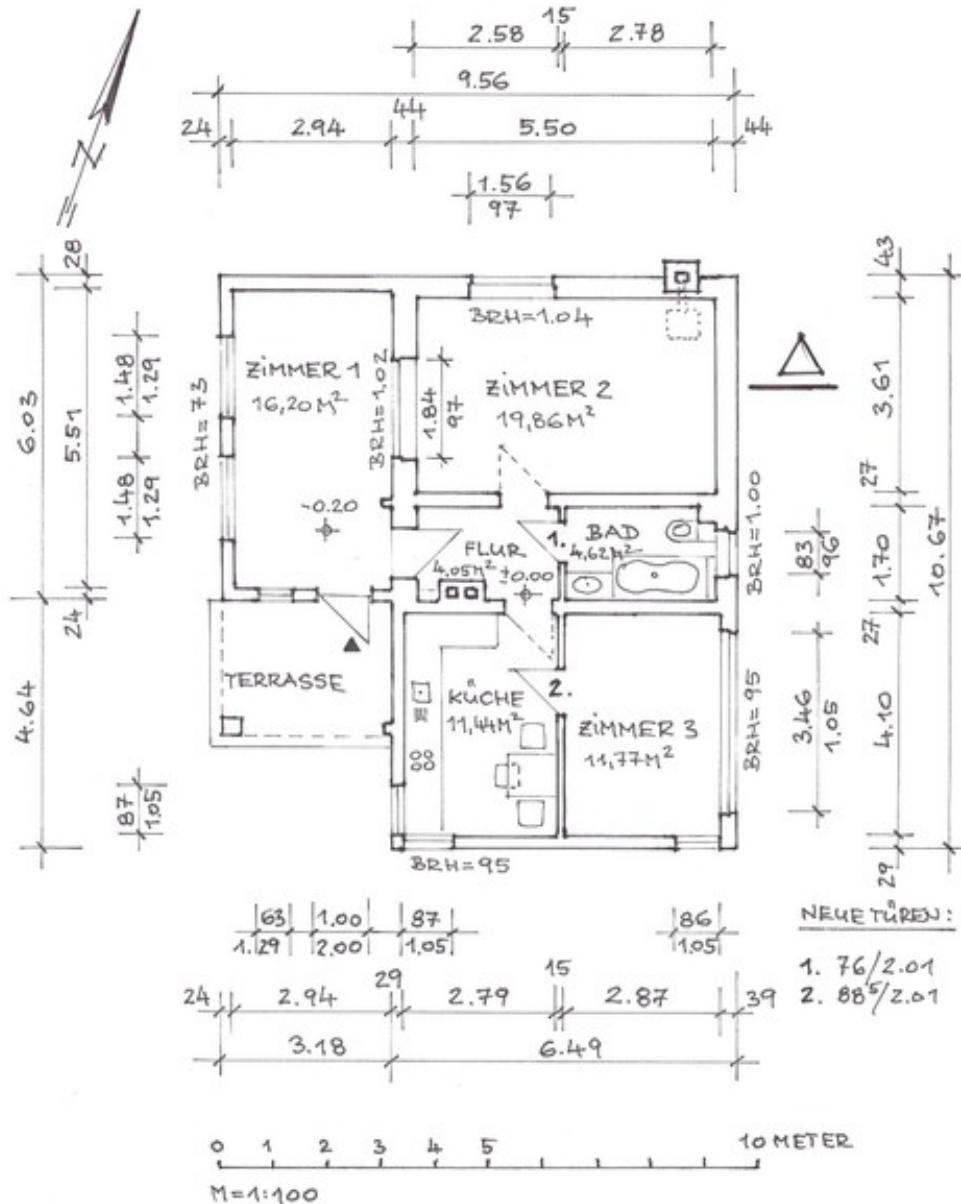 15
2.58 2.78
9.56
44
24 2.94 5.50 44
1.56
97
N
28
43
BRH=1.04
6.03
5.51
1.48
1.29
1.48
1.29
BRH=73
ZIMMER 1
16,20M²
BRH=1.02
1.84
97
ZIMMER 2
19,86M²
3.61
27
-0.20
1. BAD
4,62M²
FLUR
4.05M² ±0.00
BRH=1.00
83
96
1.70
10.67
24
27
TERRASSE
4.64
KÜCHE
11,44M²
2.
ZIMMER 3
11,77M²
BRH=95
3.46
1.05
4.10
87
1.05
BRH=95
29
63 1.00 87 86
1.29 2.00 1.05 1.05
NEUE TÜREN:
1. 76/2.01
2. 88⁵/2.01
29 15
24 2.94 2.79 2.87 39
3.18 6.49
0 1 2 3 4 5 10 METER
M=1:100